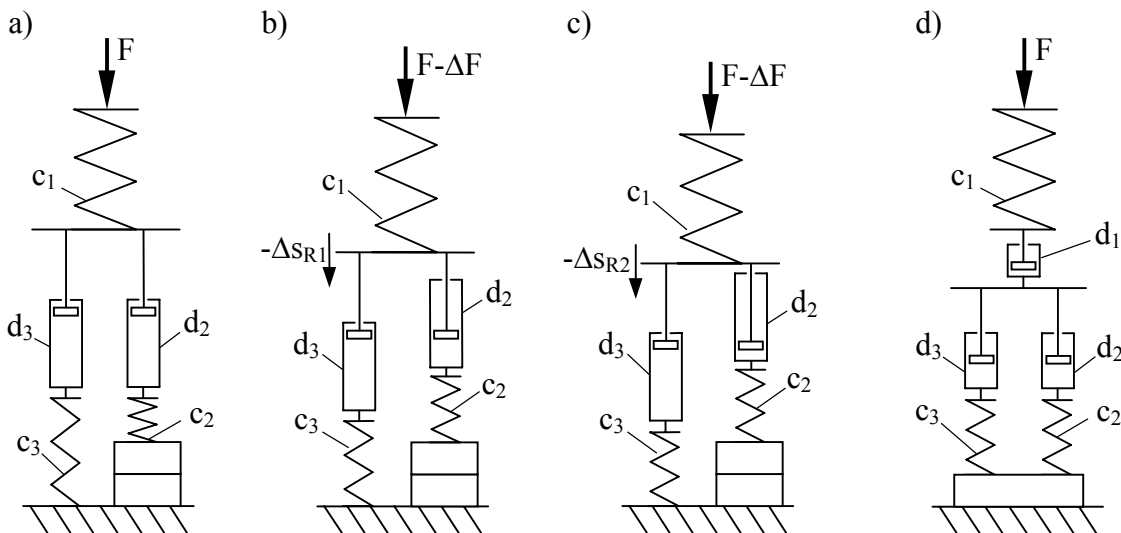 a)
F
c1
d3
d2
c3
c2
b)
F-ΔF
c1
-ΔsR1
d2
d3
c2
c3
c)
F-ΔF
c1
-ΔsR2
d2
d3
c2
c3
d)
F
c1
d1
d3
d2
c3
c2